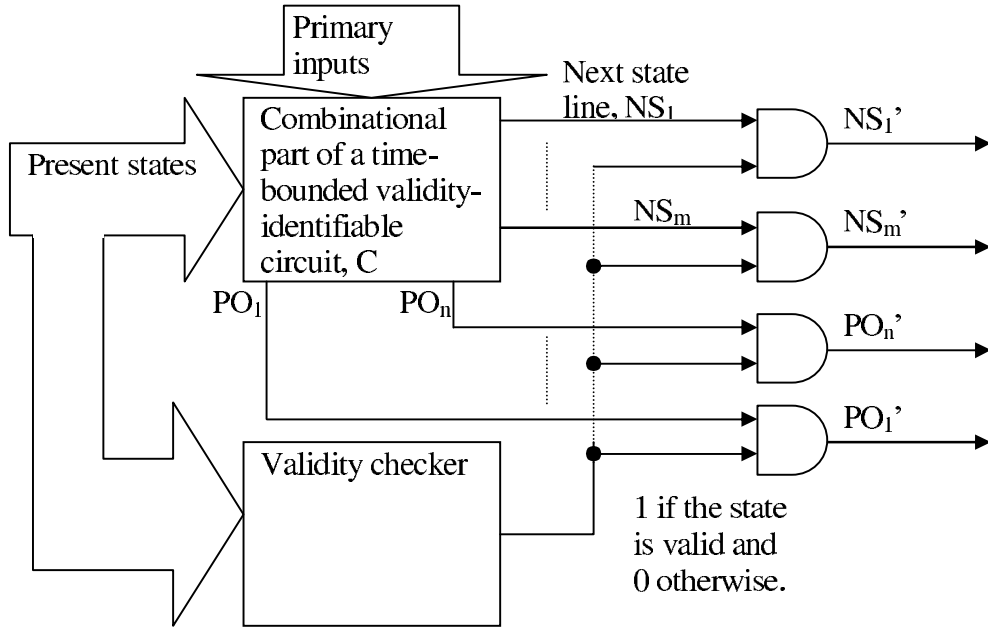 Primary
inputs
Next state
line, NS₁
NS₁’
Combinational
part of a time-
bounded validity-
identifiable
circuit, C
Present states
NSₘ
NSₘ’
PO₁
POₙ
POₙ’
PO₁’
Validity checker
1 if the state
is valid and
0 otherwise.